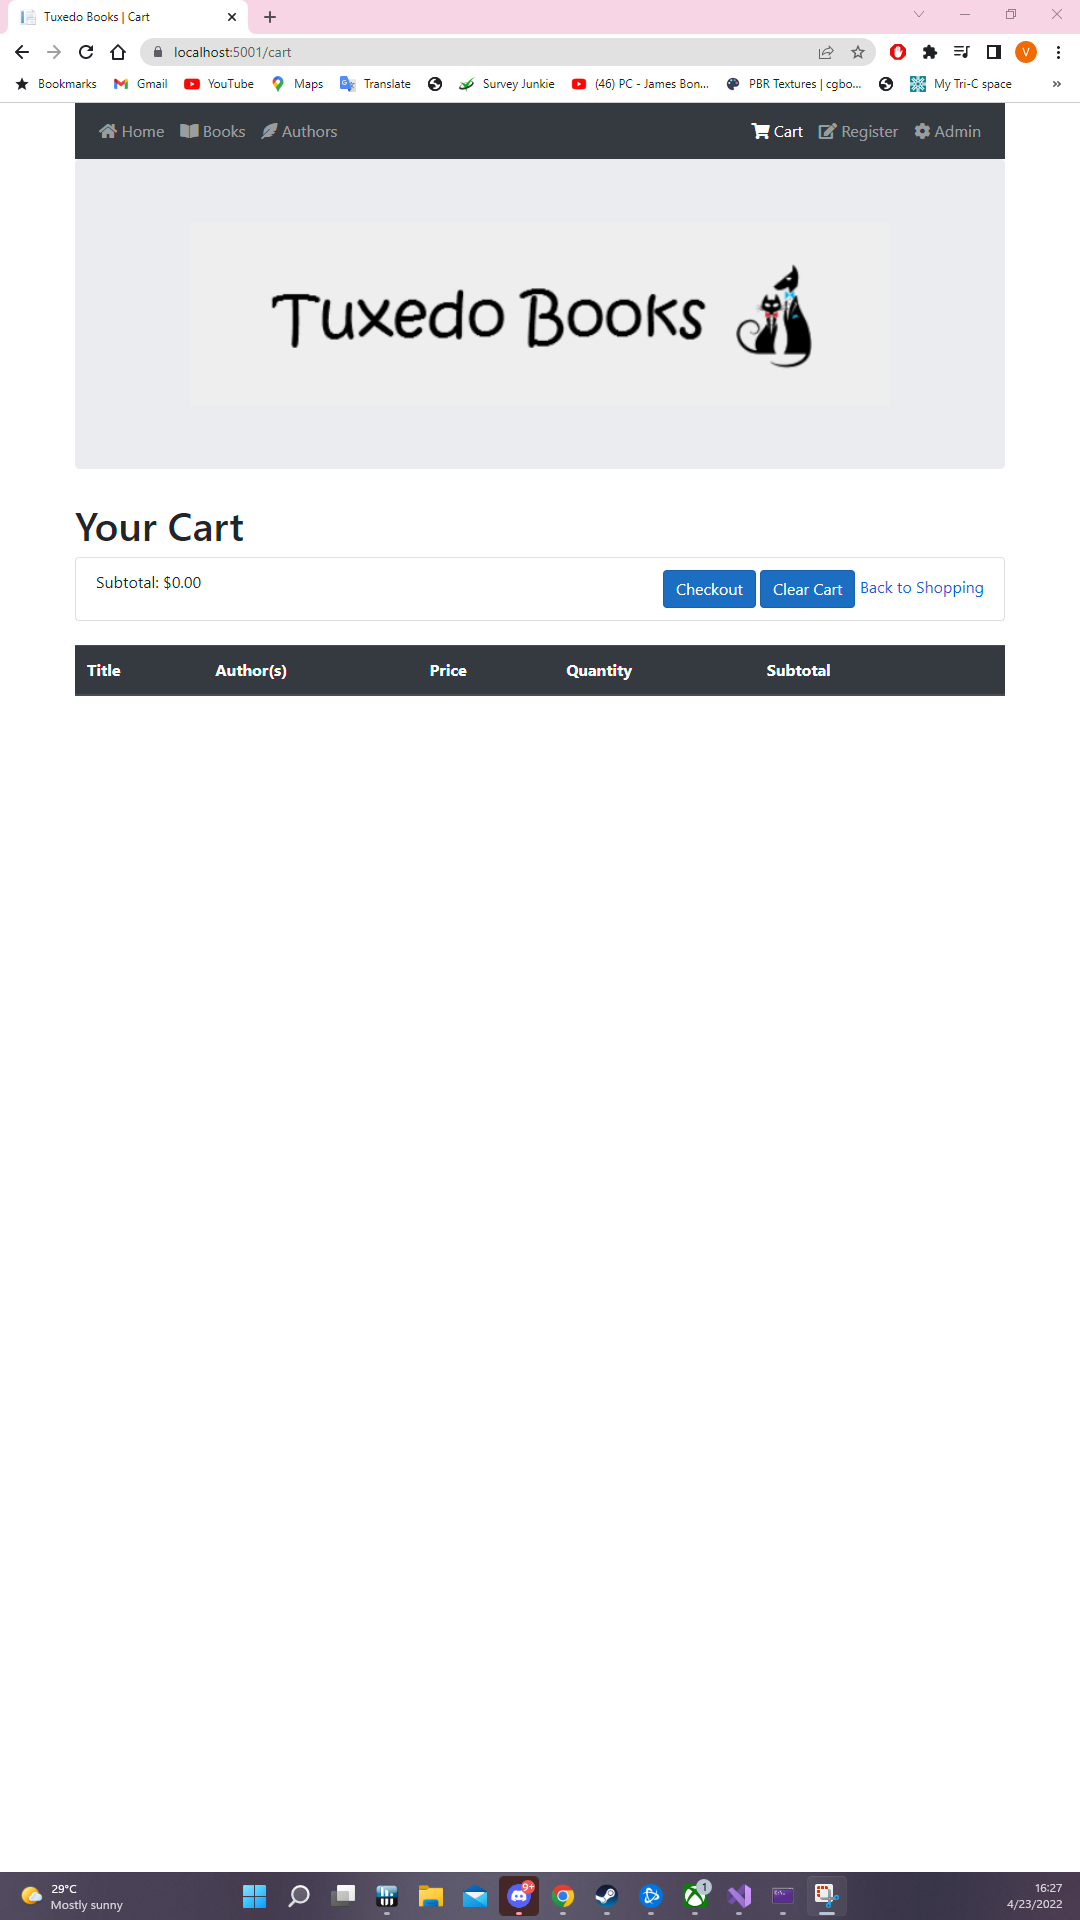 Tuxedo Books | Cart
localhost:5001/cart
V
Bookmarks Gmail YouTube Maps Translate Survey Junkie (46) PC - James Bon... PBR Textures | cgbo... My Tri-C space »
Home Books Authors Cart Register Admin
Tuxedo Books
Your Cart
Subtotal: $0.00 Checkout Clear Cart Back to Shopping
Title Author(s) Price Quantity Subtotal
29°C
Mostly sunny
9+
1
16:27
4/23/2022